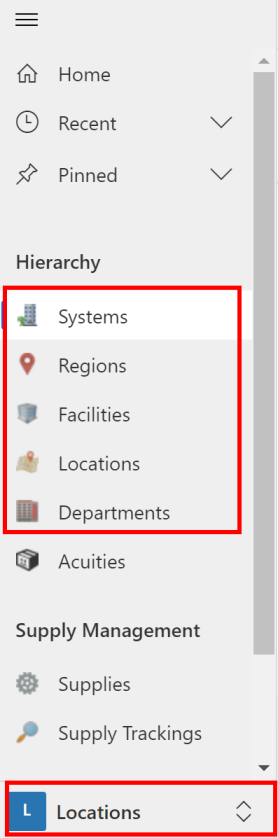 Home
Recent
Pinned
Hierarchy
Systems
Regions
Facilities
Locations
Departments
Acuities
Supply Management
Supplies
Supply Trackings
L Locations